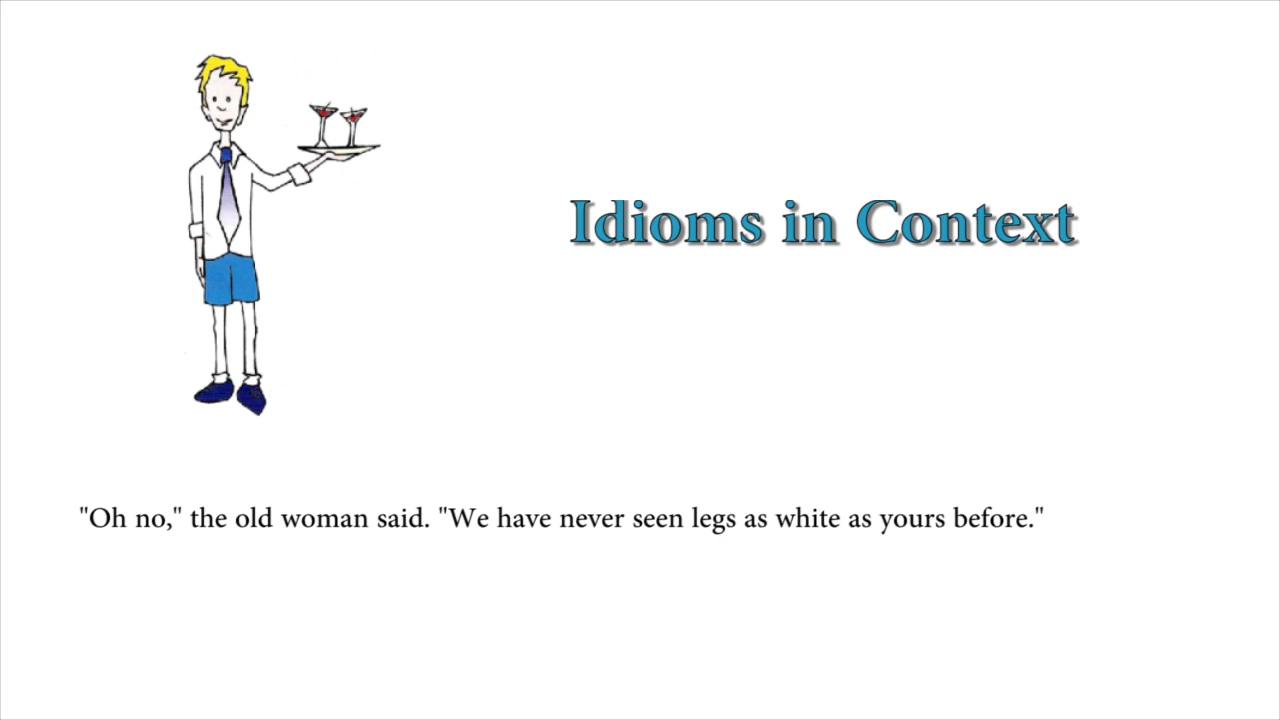 Idioms in Context
"Oh no," the old woman said. "We have never seen legs as white as yours before."